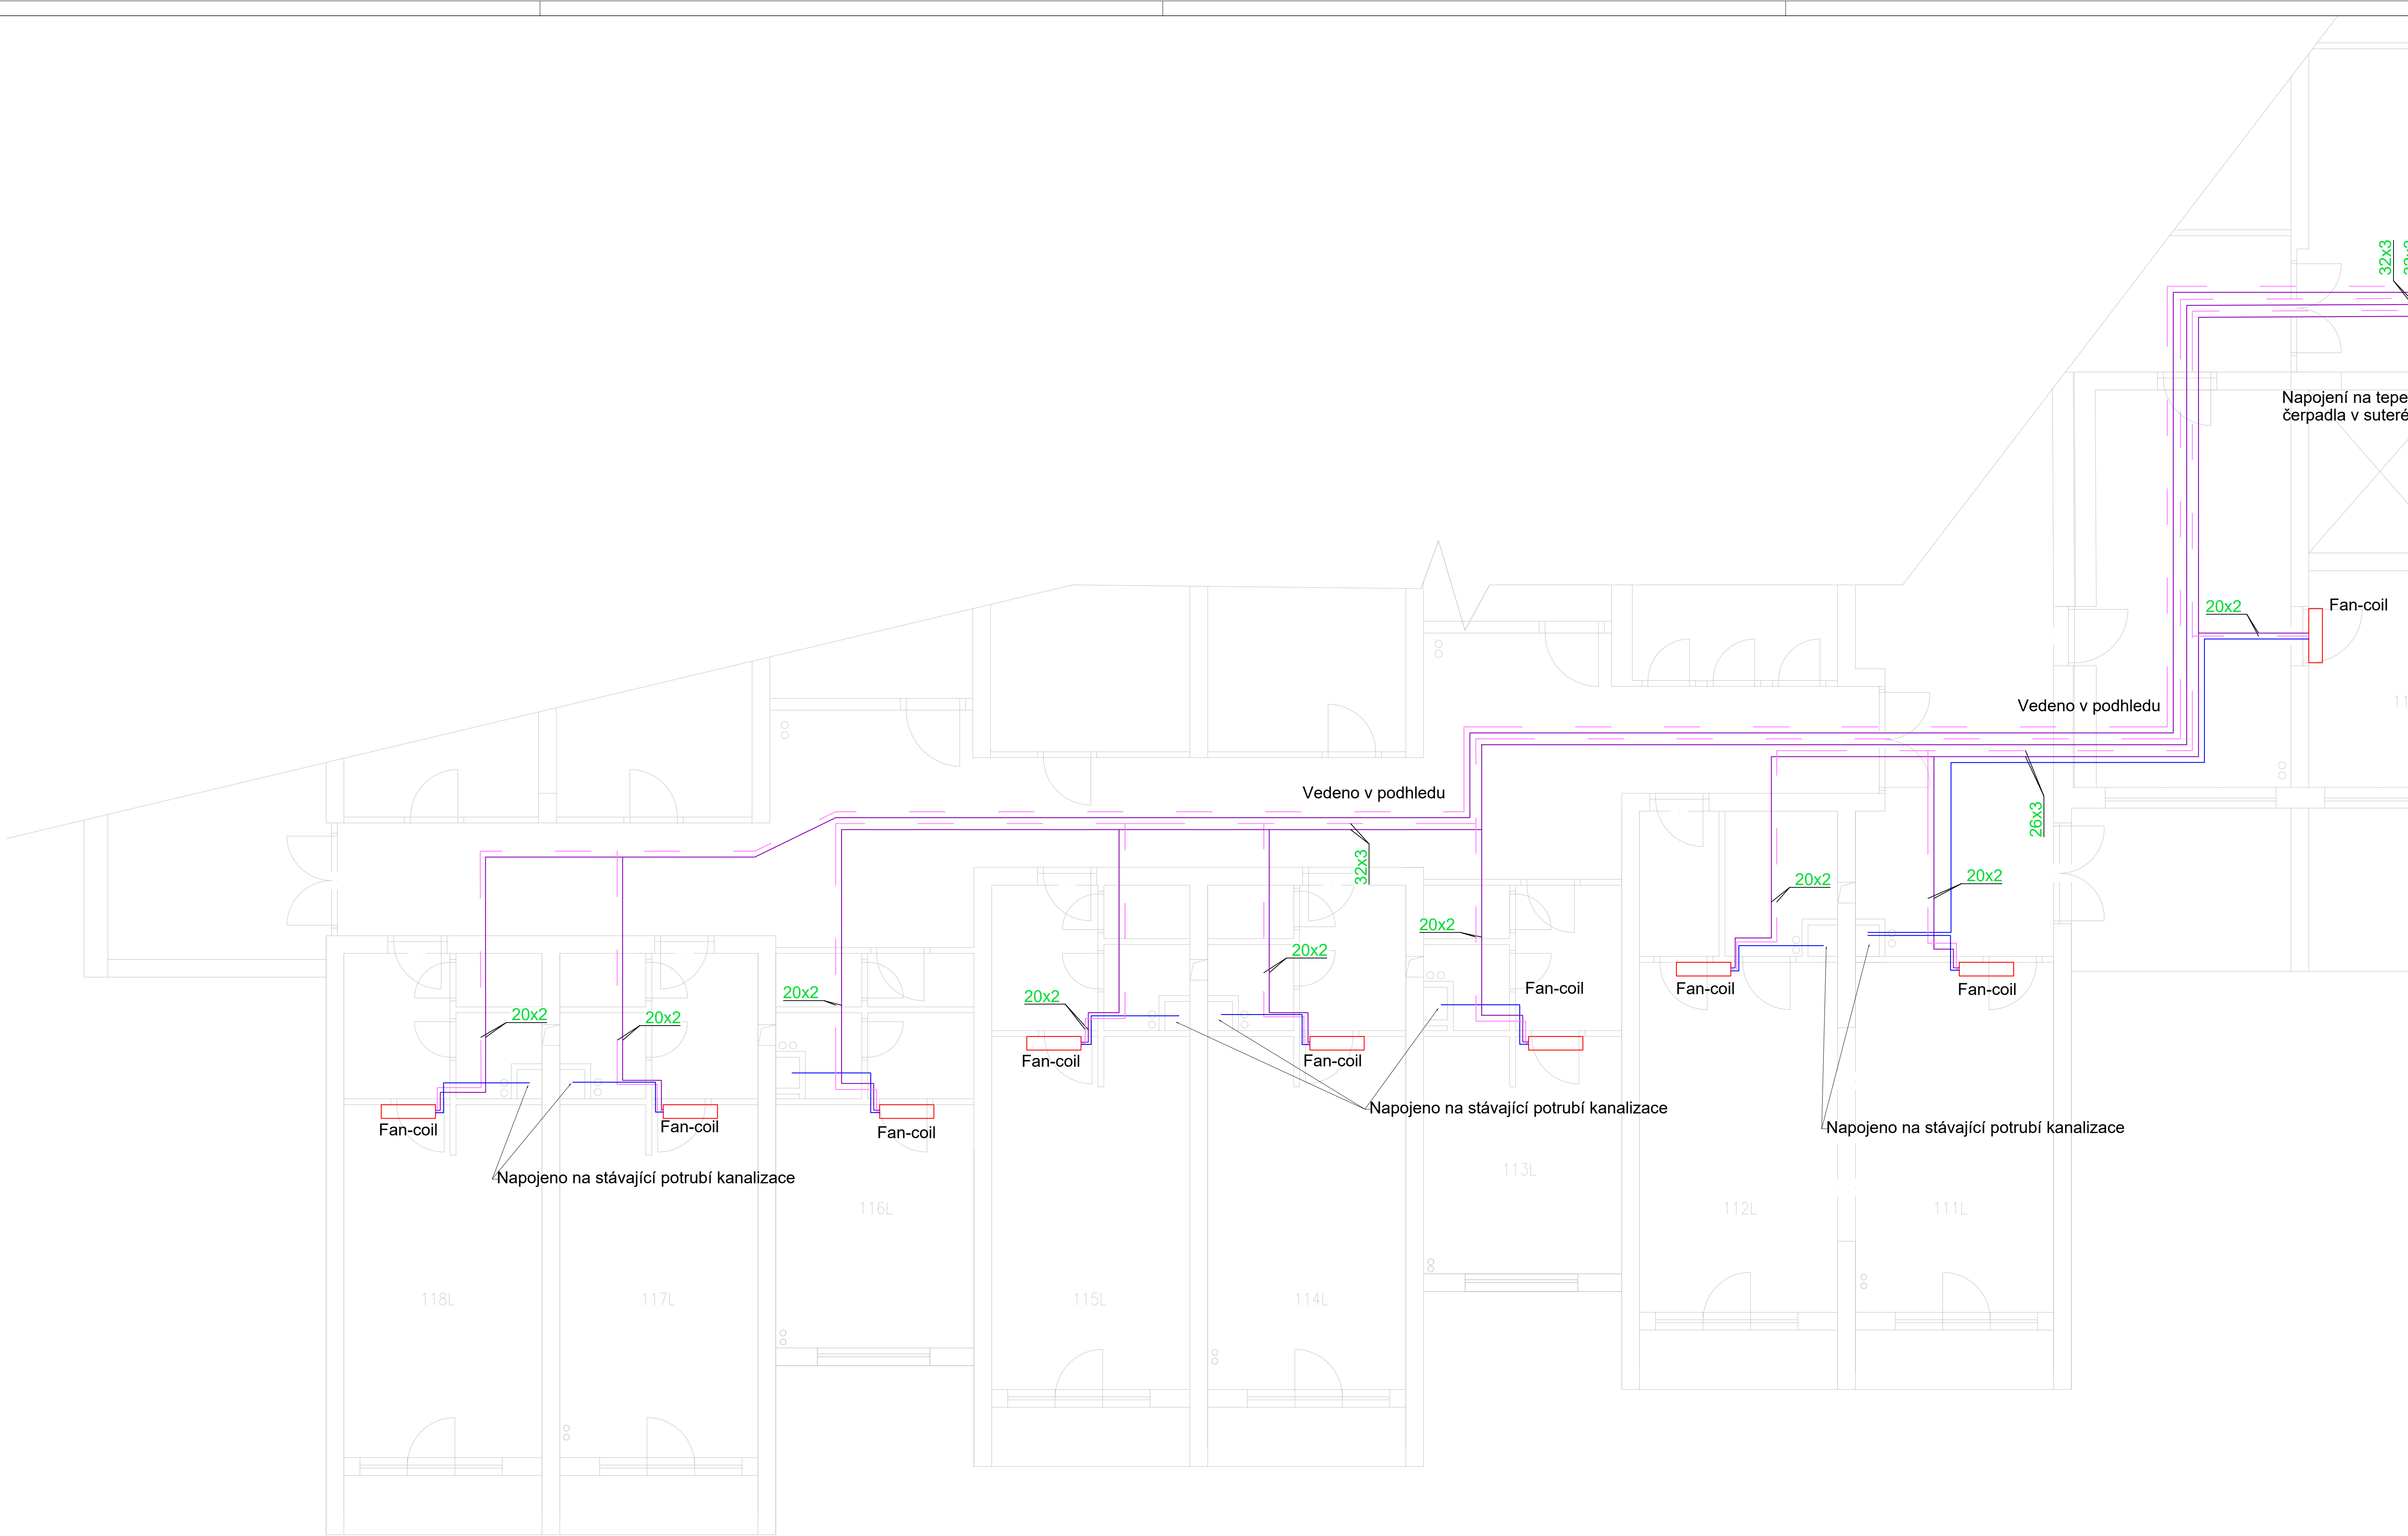 32x3
Napojení na tepe
čerpadla v suteré
20x2
Fan-coil
Vedeno v podhledu
Vedeno v podhledu
26x3
32x3
20x2
20x2
20x2
20x2
20x2
20x2
20x2
20x2
Fan-coil
Fan-coil
Fan-coil
Fan-coil
Fan-coil
Fan-coil
Fan-coil
Fan-coil
Napojeno na stávající potrubí kanalizace
Napojeno na stávající potrubí kanalizace
Napojeno na stávající potrubí kanalizace
113L
116L
112L
111L
118L
117L
115L
114L